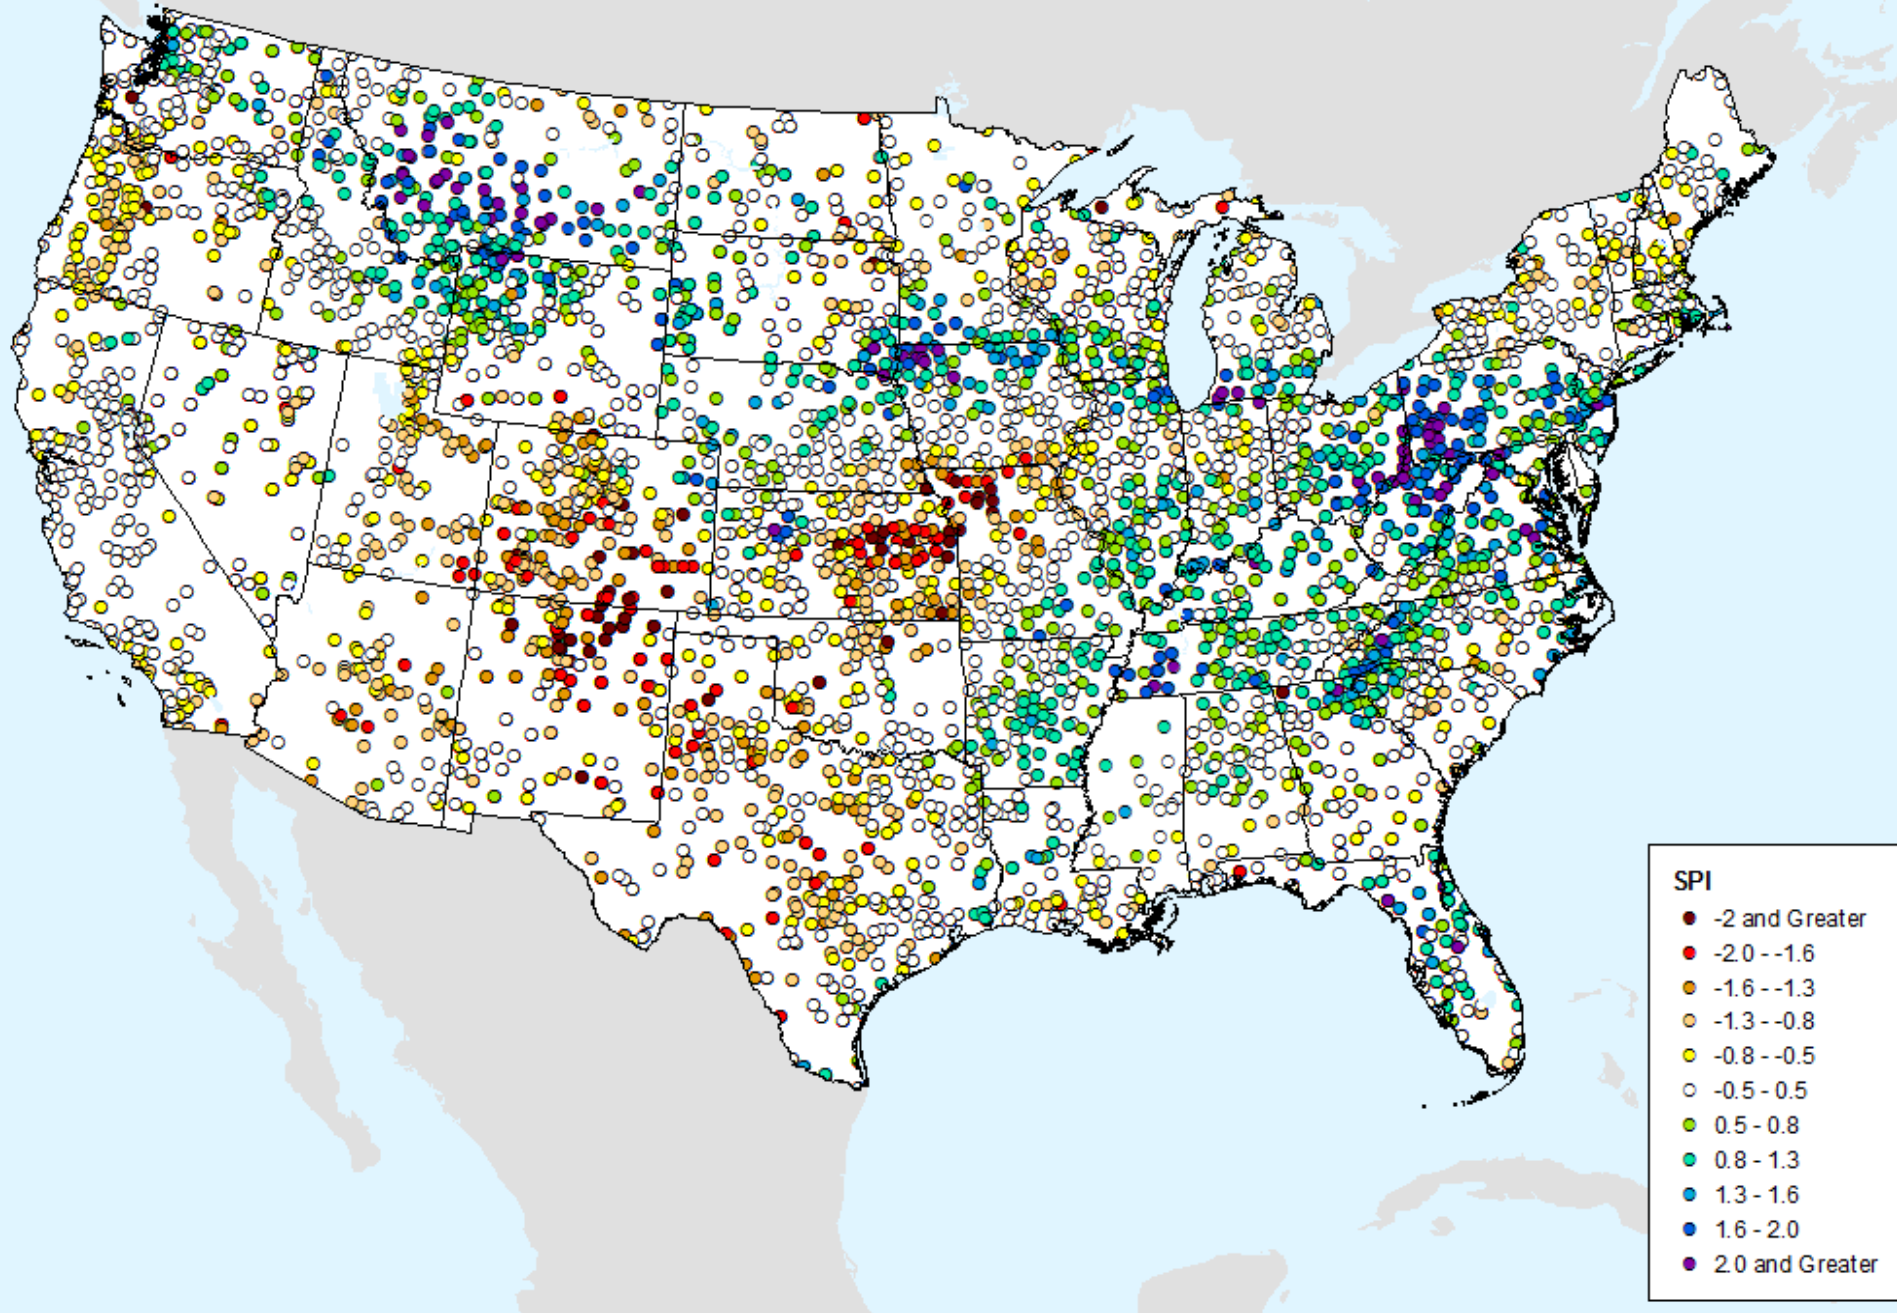 SPI
-2 and Greater
-2.0 - -1.6
-1.6 - -1.3
-1.3 - -0.8
-0.8 - -0.5
-0.5 - 0.5
0.5 - 0.8
0.8 - 1.3
1.3 - 1.6
1.6 - 2.0
2.0 and Greater